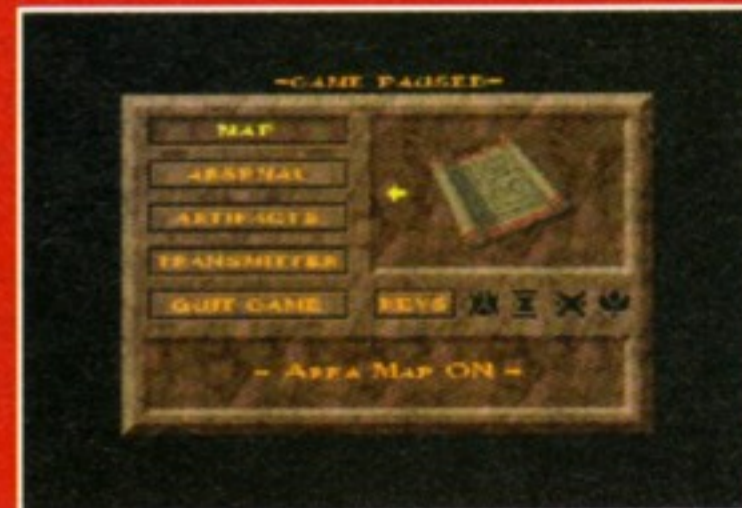 -GAME PAUSED-
MAP
ARSENAL
ARTIFACTS
TRANSMITTER
QUIT GAME
KEYS
- AREA MAP ON -